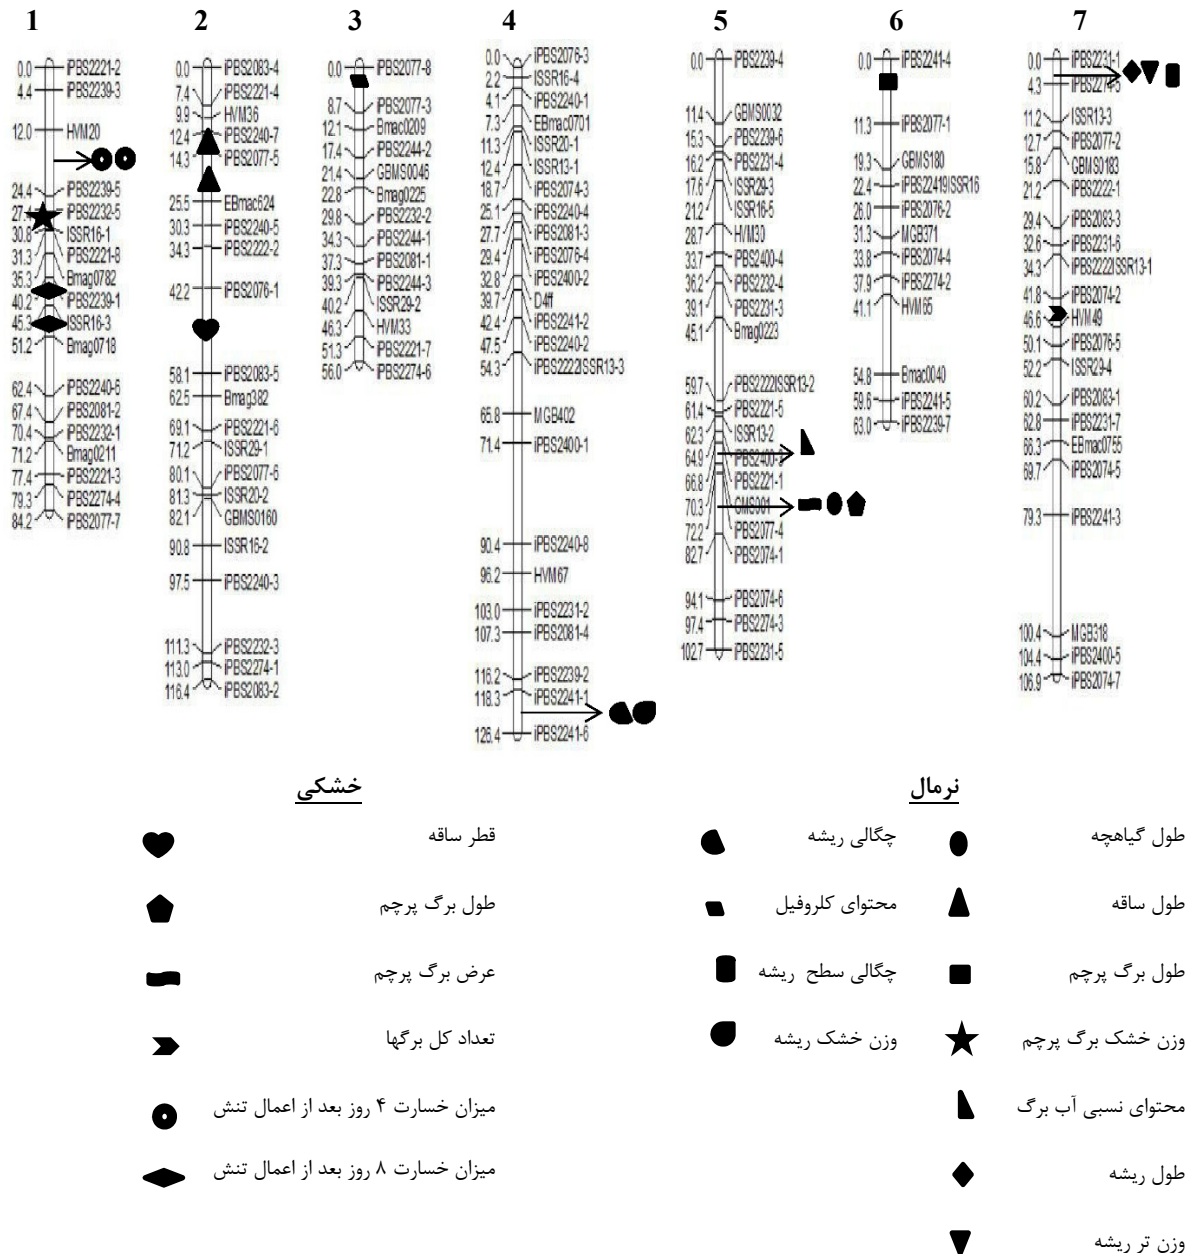 1 2 3 4 5 6 7
0.0 iPBS2221-2
4.4 iPBS2239-3
12.0 HVM20
24.4 iPBS2239-5
iPBS2232-5
30.8 ISSR16-1
31.3 iPBS2221-8
35.3 Bmag0782
40.2 iPBS2239-1
45.3 ISSR16-3
51.2 Bmag0718
62.4 iPBS2240-6
67.4 iPBS2081-2
70.4 iPBS2232-1
71.2 Bmag0211
77.4 iPBS2221-3
79.3 iPBS2274-4
84.2 iPBS2077-7
0.0 iPBS2083-4
7.4 iPBS2221-4
9.9 HVM36
12.4 iPBS2240-7
14.3 iPBS2077-5
25.5 EBmac624
30.3 iPBS2240-5
34.3 iPBS2222-2
42.2 iPBS2076-1
58.1 iPBS2083-5
62.5 Bmag382
69.1 iPBS2221-6
71.2 ISSR29-1
80.1 iPBS2077-6
81.3 ISSR20-2
82.1 GBMS0160
90.8 ISSR16-2
97.5 iPBS2240-3
111.3 iPBS2232-3
113.0 iPBS2274-1
116.4 iPBS2083-2
0.0 iPBS2077-8
8.7 iPBS2077-3
12.1 Bmac0209
17.4 iPBS2244-2
21.4 GBMS0046
22.8 Bmag0225
29.8 iPBS2232-2
34.3 iPBS2244-1
37.3 iPBS2081-1
39.3 iPBS2244-3
40.2 ISSR29-2
46.3 HVM33
51.3 iPBS2221-7
56.0 iPBS2274-6
0.0 iPBS2076-3
2.2 ISSR16-4
4.1 iPBS2240-1
7.3 EBmac0701
11.3 ISSR20-1
12.4 ISSR13-1
18.7 iPBS2074-3
25.1 iPBS2240-4
27.7 iPBS2081-3
29.4 iPBS2076-4
32.8 iPBS2400-2
39.7 D4ff
42.4 iPBS2241-2
47.5 iPBS2240-2
54.3 iPBS2222ISSR13-3
65.8 MGB402
71.4 iPBS2400-1
90.4 iPBS2240-8
96.2 HVM67
103.0 iPBS2231-2
107.3 iPBS2081-4
116.2 iPBS2239-2
118.3 iPBS2241-1
126.4 iPBS2241-6
0.0 iPBS2239-4
11.4 GBMS0032
15.3 iPBS2239-6
16.2 iPBS2231-4
17.6 ISSR29-3
21.2 ISSR16-5
28.7 HVM30
33.7 iPBS2400-4
36.2 iPBS2232-4
39.1 iPBS2231-3
45.1 Bmag0223
59.7 iPBS2222ISSR13-2
61.4 iPBS2221-5
62.3 ISSR13-2
64.9 iPBS2400-3
66.8 iPBS2221-1
70.3 GMS001
72.2 iPBS2077-4
82.7 iPBS2074-1
94.1 iPBS2074-6
97.4 iPBS2274-3
102.7 iPBS2231-5
0.0 iPBS2241-4
11.3 iPBS2077-1
19.3 GBMS180
22.4 iPBS22419ISSR16
26.0 iPBS2076-2
31.3 MGB371
33.8 iPBS2074-4
37.9 iPBS2274-2
41.1 HVM65
54.8 Bmac0040
59.6 iPBS2241-5
63.0 iPBS2239-7
0.0 iPBS2231-1
4.3 iPBS2274-5
11.2 ISSR13-3
12.7 iPBS2077-2
15.8 GBMS0183
21.2 iPBS2222-1
29.4 iPBS2083-3
32.6 iPBS2231-6
34.3 iPBS2222ISSR13-1
41.8 iPBS2074-2
46.6 HVM49
50.1 iPBS2076-5
52.2 ISSR29-4
60.2 iPBS2083-1
62.8 iPBS2231-7
66.3 EBmac0755
69.7 iPBS2074-5
79.3 iPBS2241-3
100.4 MGB318
104.4 iPBS2400-5
106.9 iPBS2074-7
نرمال
طول گیاهچه
طول ساقه
طول برگ پرچم
وزن خشک برگ پرچم
محتوای نسبی آب برگ
طول ریشه
وزن تر ریشه
چگالی ریشه
محتوای کلروفیل
چگالی سطح ریشه
وزن خشک ریشه
خشکی
قطر ساقه
طول برگ پرچم
عرض برگ پرچم
تعداد کل برگها
میزان خسارت ۴ روز بعد از اعمال تنش
میزان خسارت ۸ روز بعد از اعمال تنش